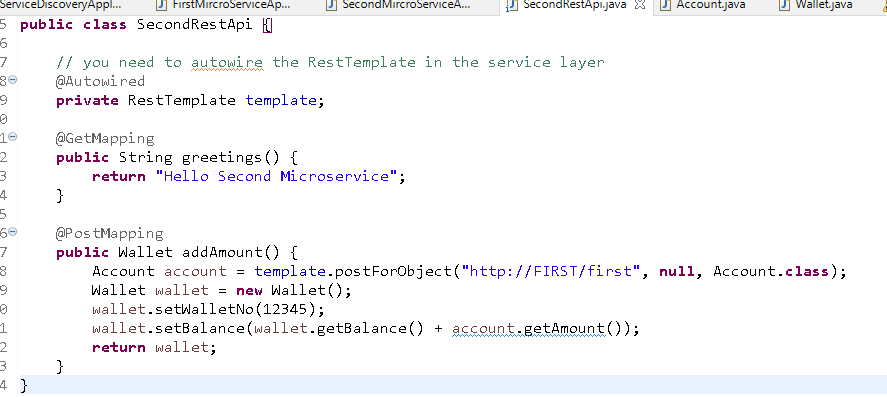 ServiceDiscoveryAppl... FirstMircroServiceAp... SecondMircroServiceA... SecondRestApi.java Account.java Wallet.java
5 public class SecondRestApi {
6
7 // you need to autowire the RestTemplate in the service layer
8 @Autowired
9 private RestTemplate template;
0
1 @GetMapping
2 public String greetings() {
3 return "Hello Second Microservice";
4 }
5
6 @PostMapping
7 public Wallet addAmount() {
8 Account account = template.postForObject("http://FIRST/first", null, Account.class);
9 Wallet wallet = new Wallet();
0 wallet.setWalletNo(12345);
1 wallet.setBalance(wallet.getBalance() + account.getAmount());
2 return wallet;
3 }
4 }